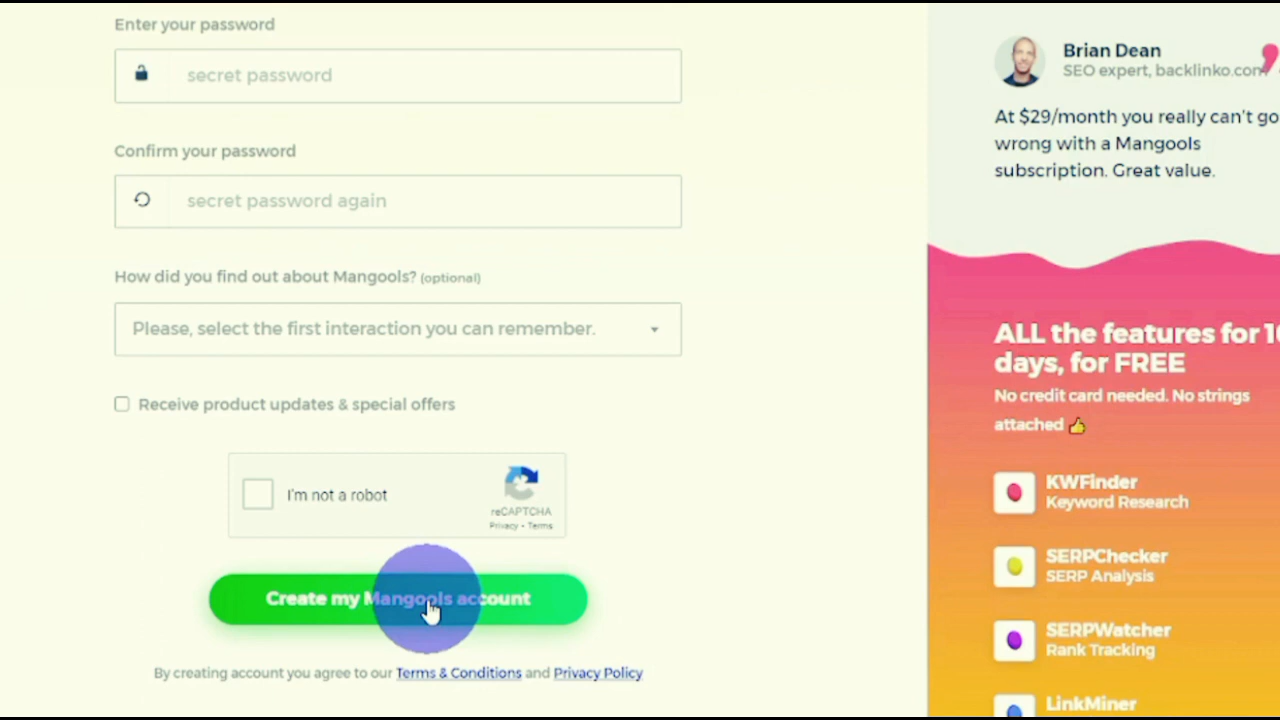 Enter your password
secret password
Confirm your password
secret password again
How did you find out about Mangools? (optional)
Please, select the first interaction you can remember.
Receive product updates & special offers
I'm not a robot
reCAPTCHA
Privacy - Terms
Create my Mangools account
By creating account you agree to our Terms & Conditions and Privacy Policy
Brian Dean
SEO expert, backlinko.com
At $29/month you really can't go
wrong with a Mangools
subscription. Great value.
ALL the features for
days, for FREE
No credit card needed. No strings
attached 👍
KWFinder
Keyword Research
SERPChecker
SERP Analysis
SERPWatcher
Rank Tracking
LinkMiner